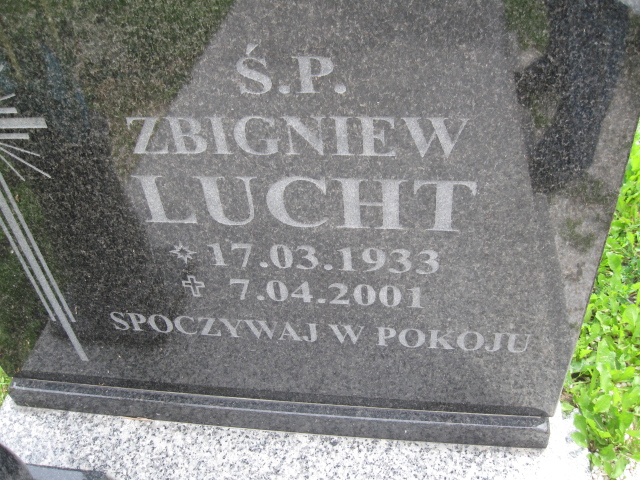 Ś.P.
ZBIGNIEW
LUCHT
17.03.1933
7.04.2001
SPOCZYWAJ W POKOJU